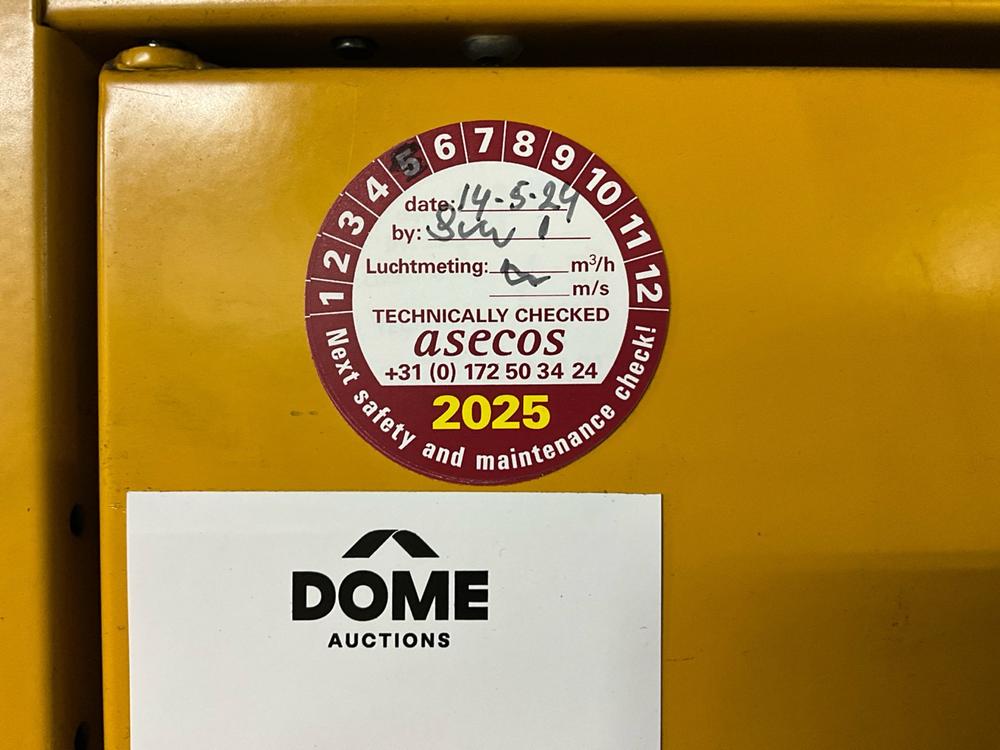 1 2 3 4 5 6 7 8 9 10 11 12
date: 14-5-24
by:
Luchtmeting: m³/h
m/s
TECHNICALLY CHECKED
asecos
+31 (0) 172 50 34 24
2025
Next safety and maintenance check!
DOME
AUCTIONS